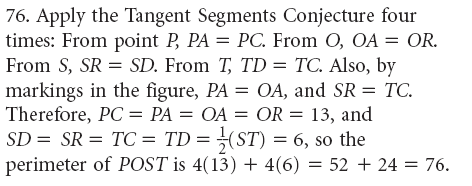 76. Apply the Tangent Segments Conjecture four
times: From point P, PA = PC. From O, OA = OR.
From S, SR = SD. From T, TD = TC. Also, by
markings in the figure, PA = OA, and SR = TC.
Therefore, PC = PA = OA = OR = 13, and
SD = SR = TC = TD = 1/2(ST) = 6, so the
perimeter of POST is 4(13) + 4(6) = 52 + 24 = 76.